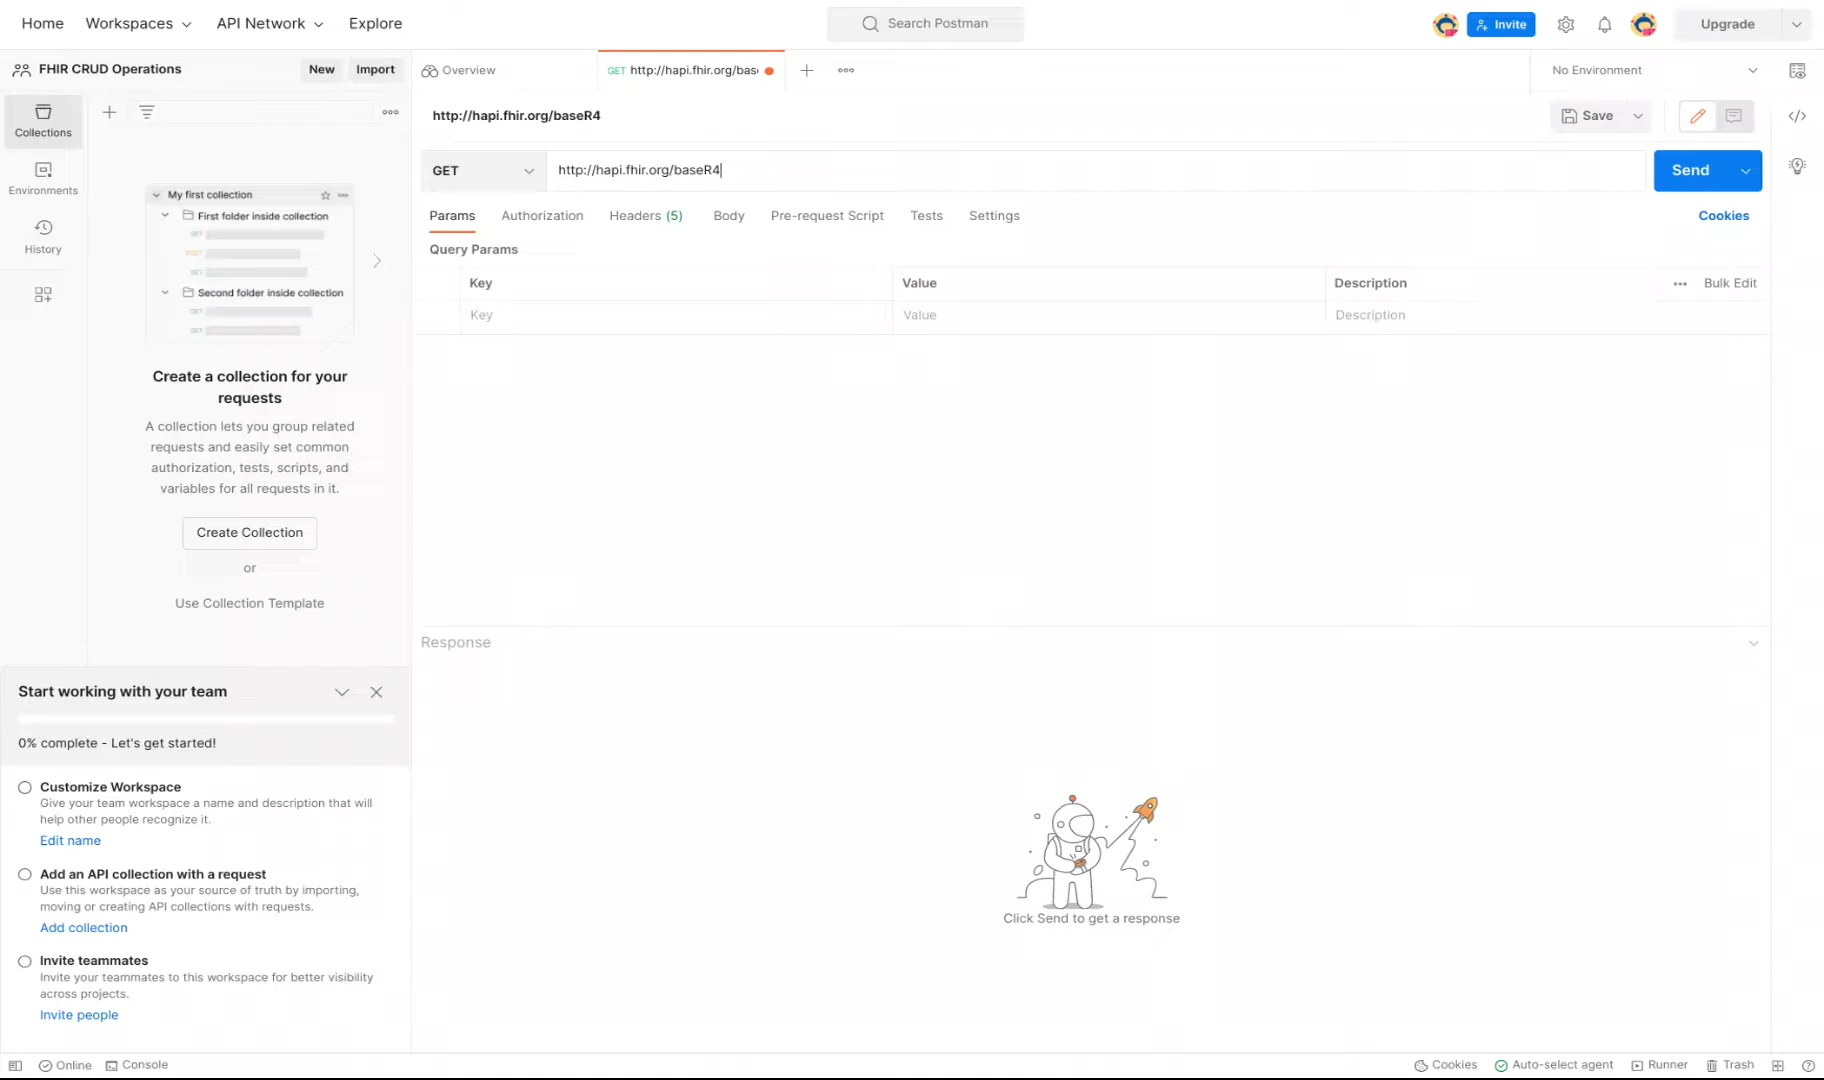 Home Workspaces API Network Explore Search Postman Invite Upgrade
FHIR CRUD Operations New Import
Overview GET http://hapi.fhir.org/bas No Environment
Collections
Environments
History
My first collection
First folder inside collection
GET
POST
GET
Second folder inside collection
GET
GET
Create a collection for your
requests
A collection lets you group related
requests and easily set common
authorization, tests, scripts, and
variables for all requests in it.
Create Collection
or
Use Collection Template
Start working with your team
0% complete - Let's get started!
Customize Workspace
Give your team workspace a name and description that will
help other people recognize it.
Edit name
Add an API collection with a request
Use this workspace as your source of truth by importing,
moving or creating API collections with requests.
Add collection
Invite teammates
Invite your teammates to this workspace for better visibility
across projects.
Invite people
http://hapi.fhir.org/baseR4 Save
GET http://hapi.fhir.org/baseR4 Send
Params Authorization Headers (5) Body Pre-request Script Tests Settings Cookies
Query Params
Key Value Description Bulk Edit
Key Value Description
Response
Click Send to get a response
Online Console Cookies Auto-select agent Runner Trash